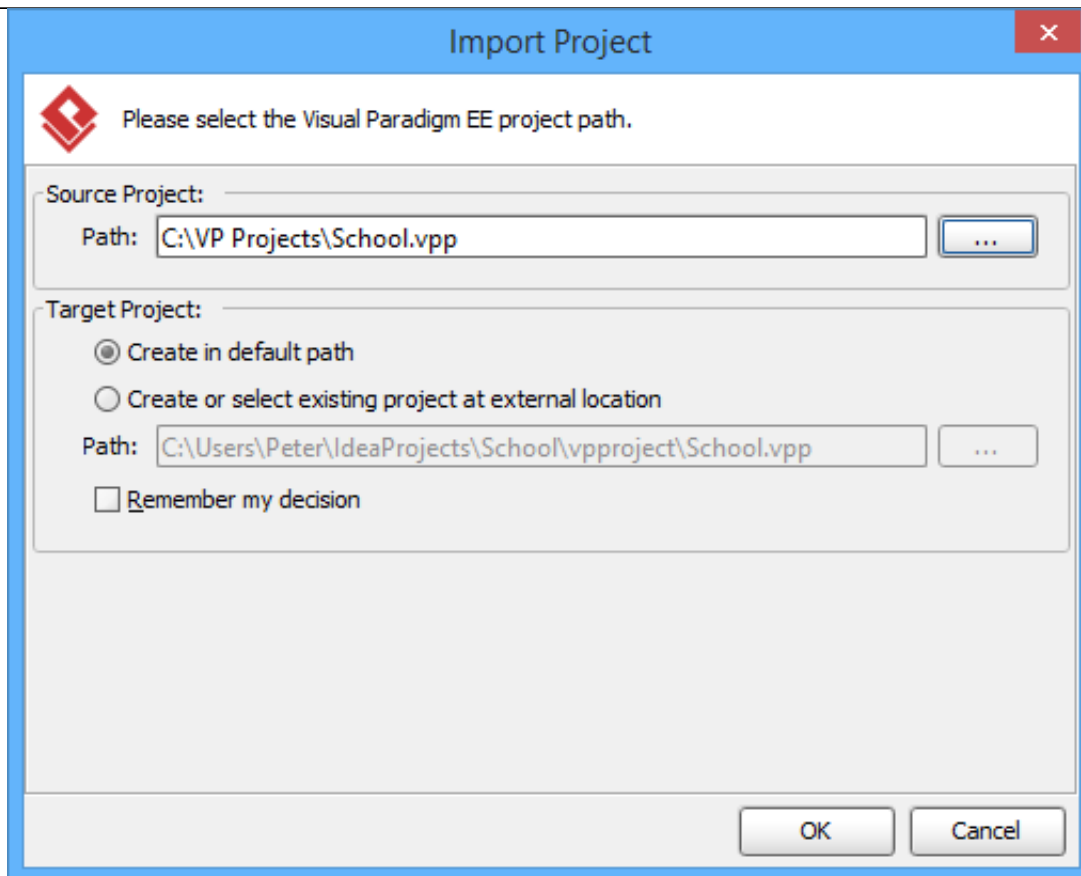 Import Project
Please select the Visual Paradigm EE project path.
Source Project:
Path: C:\VP Projects\School.vpp ...
Target Project:
Create in default path
Create or select existing project at external location
Path: C:\Users\Peter\IdeaProjects\School\vpproject\School.vpp ...
Remember my decision
OK Cancel